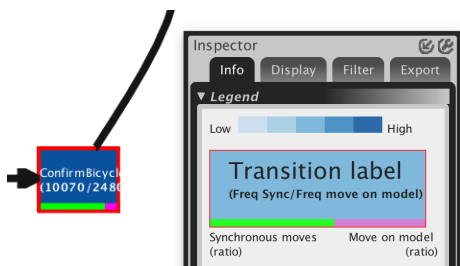 Inspector
Info Display Filter Export
▼ Legend
Low High
Transition label
(Freq Sync/Freq move on model)
Synchronous moves
(ratio)
Move on model
(ratio)
ConfirmBicycl
(10070/2480